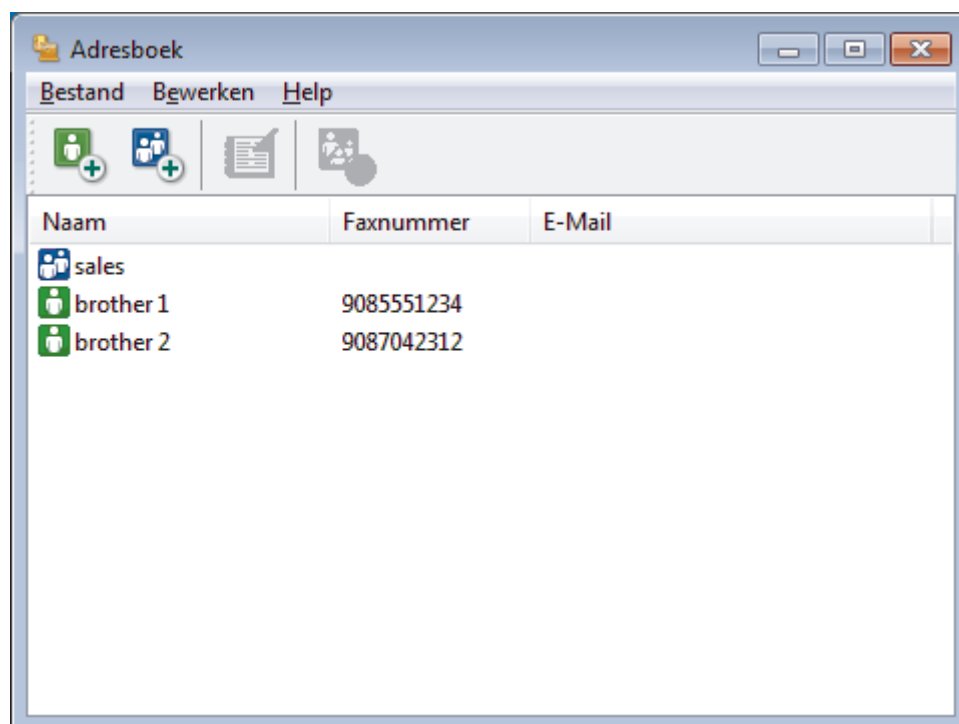 Adresboek
Bestand Bewerken Help
Naam Faxnummer E-Mail
sales
brother 1 9085551234
brother 2 9087042312